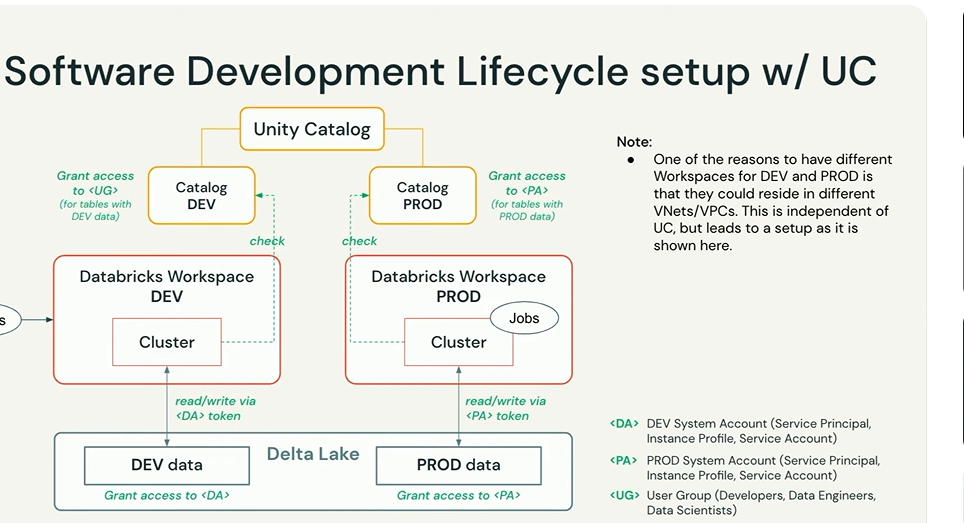 Software Development Lifecycle setup w/ UC
Unity Catalog
Grant access
to <UG>
(for tables with
DEV data)
Catalog
DEV
Catalog
PROD
Grant access
to <PA>
(for tables with
PROD data)
check
check
Databricks Workspace
DEV
Cluster
Databricks Workspace
PROD
Jobs
Cluster
s
read/write via
<DA> token
read/write via
<PA> token
Delta Lake
DEV data
PROD data
Grant access to <DA>
Grant access to <PA>
Note:
● One of the reasons to have different
Workspaces for DEV and PROD is
that they could reside in different
VNets/VPCs. This is independent of
UC, but leads to a setup as it is
shown here.
<DA> DEV System Account (Service Principal,
Instance Profile, Service Account)
<PA> PROD System Account (Service Principal,
Instance Profile, Service Account)
<UG> User Group (Developers, Data Engineers,
Data Scientists)